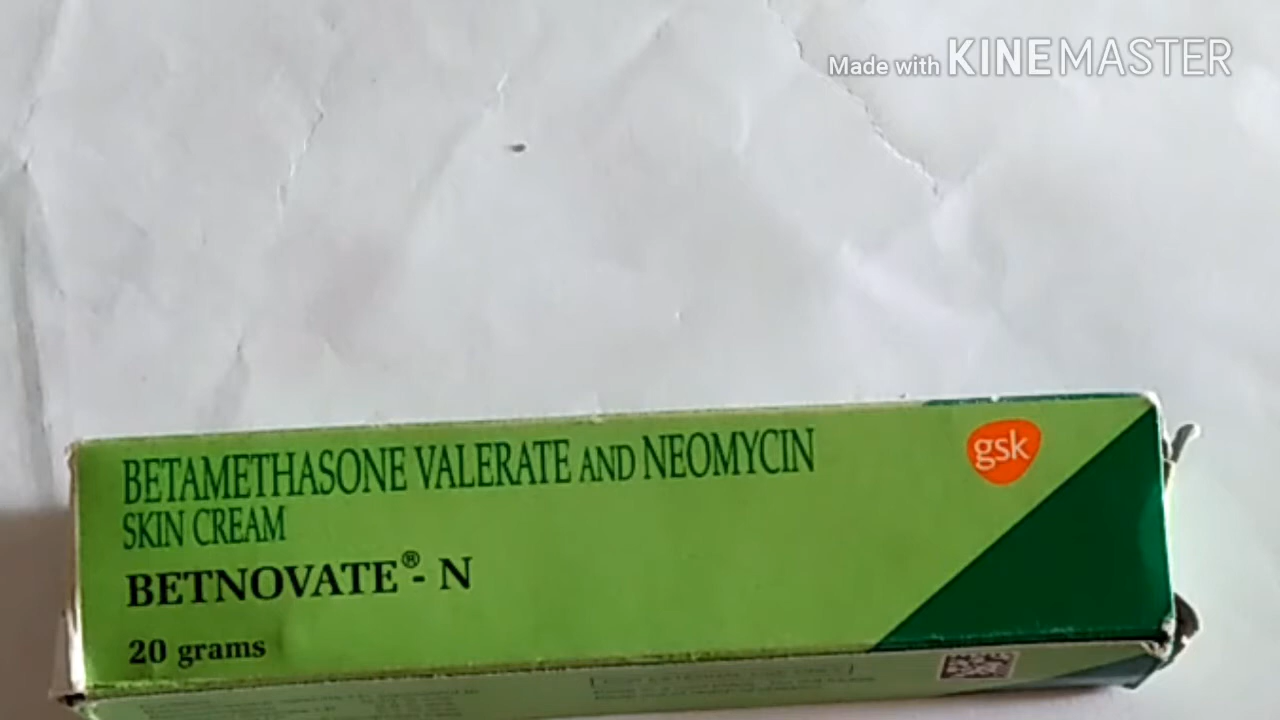 Made with KINEMASTER
BETAMETHASONE VALERATE AND NEOMYCIN
gsk
SKIN CREAM
BETNOVATE®- N
20 grams